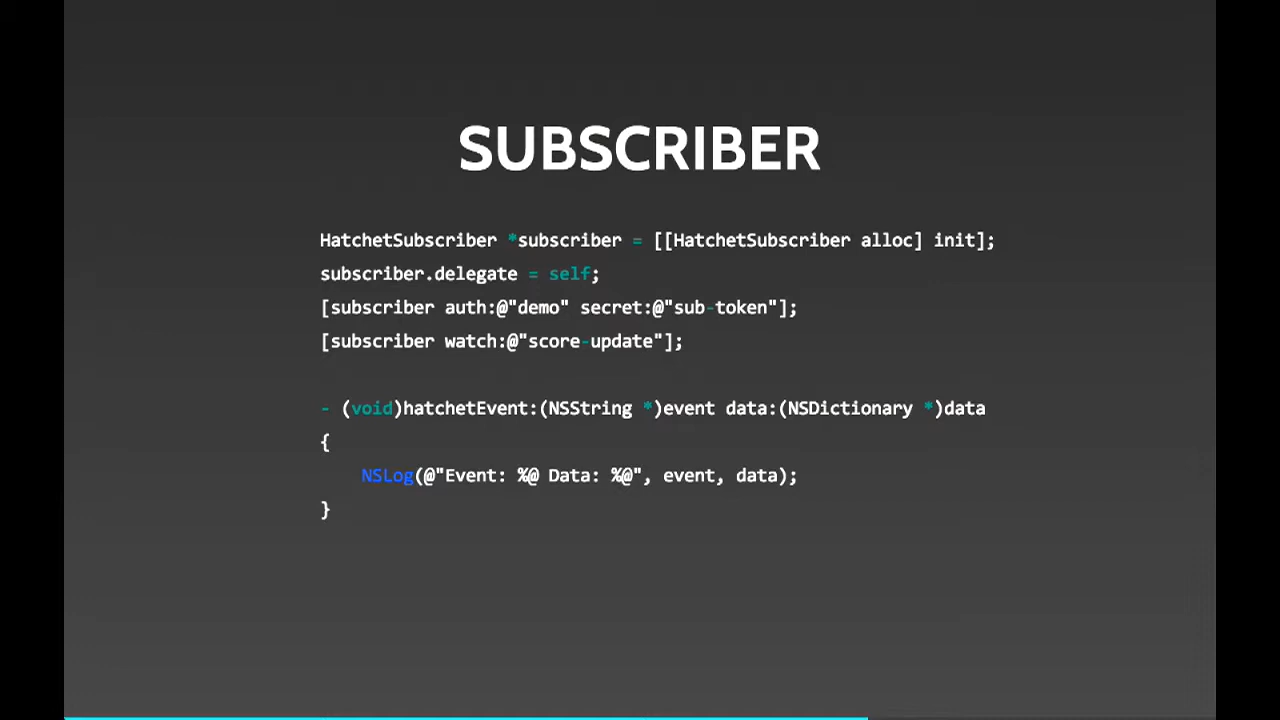 SUBSCRIBER
HatchetSubscriber *subscriber = [[HatchetSubscriber alloc] init];
subscriber.delegate = self;
[subscriber auth:@"demo" secret:@"sub-token"];
[subscriber watch:@"score-update"];
- (void)hatchetEvent:(NSString *)event data:(NSDictionary *)data
{
    NSLog(@"Event: %@ Data: %@", event, data);
}